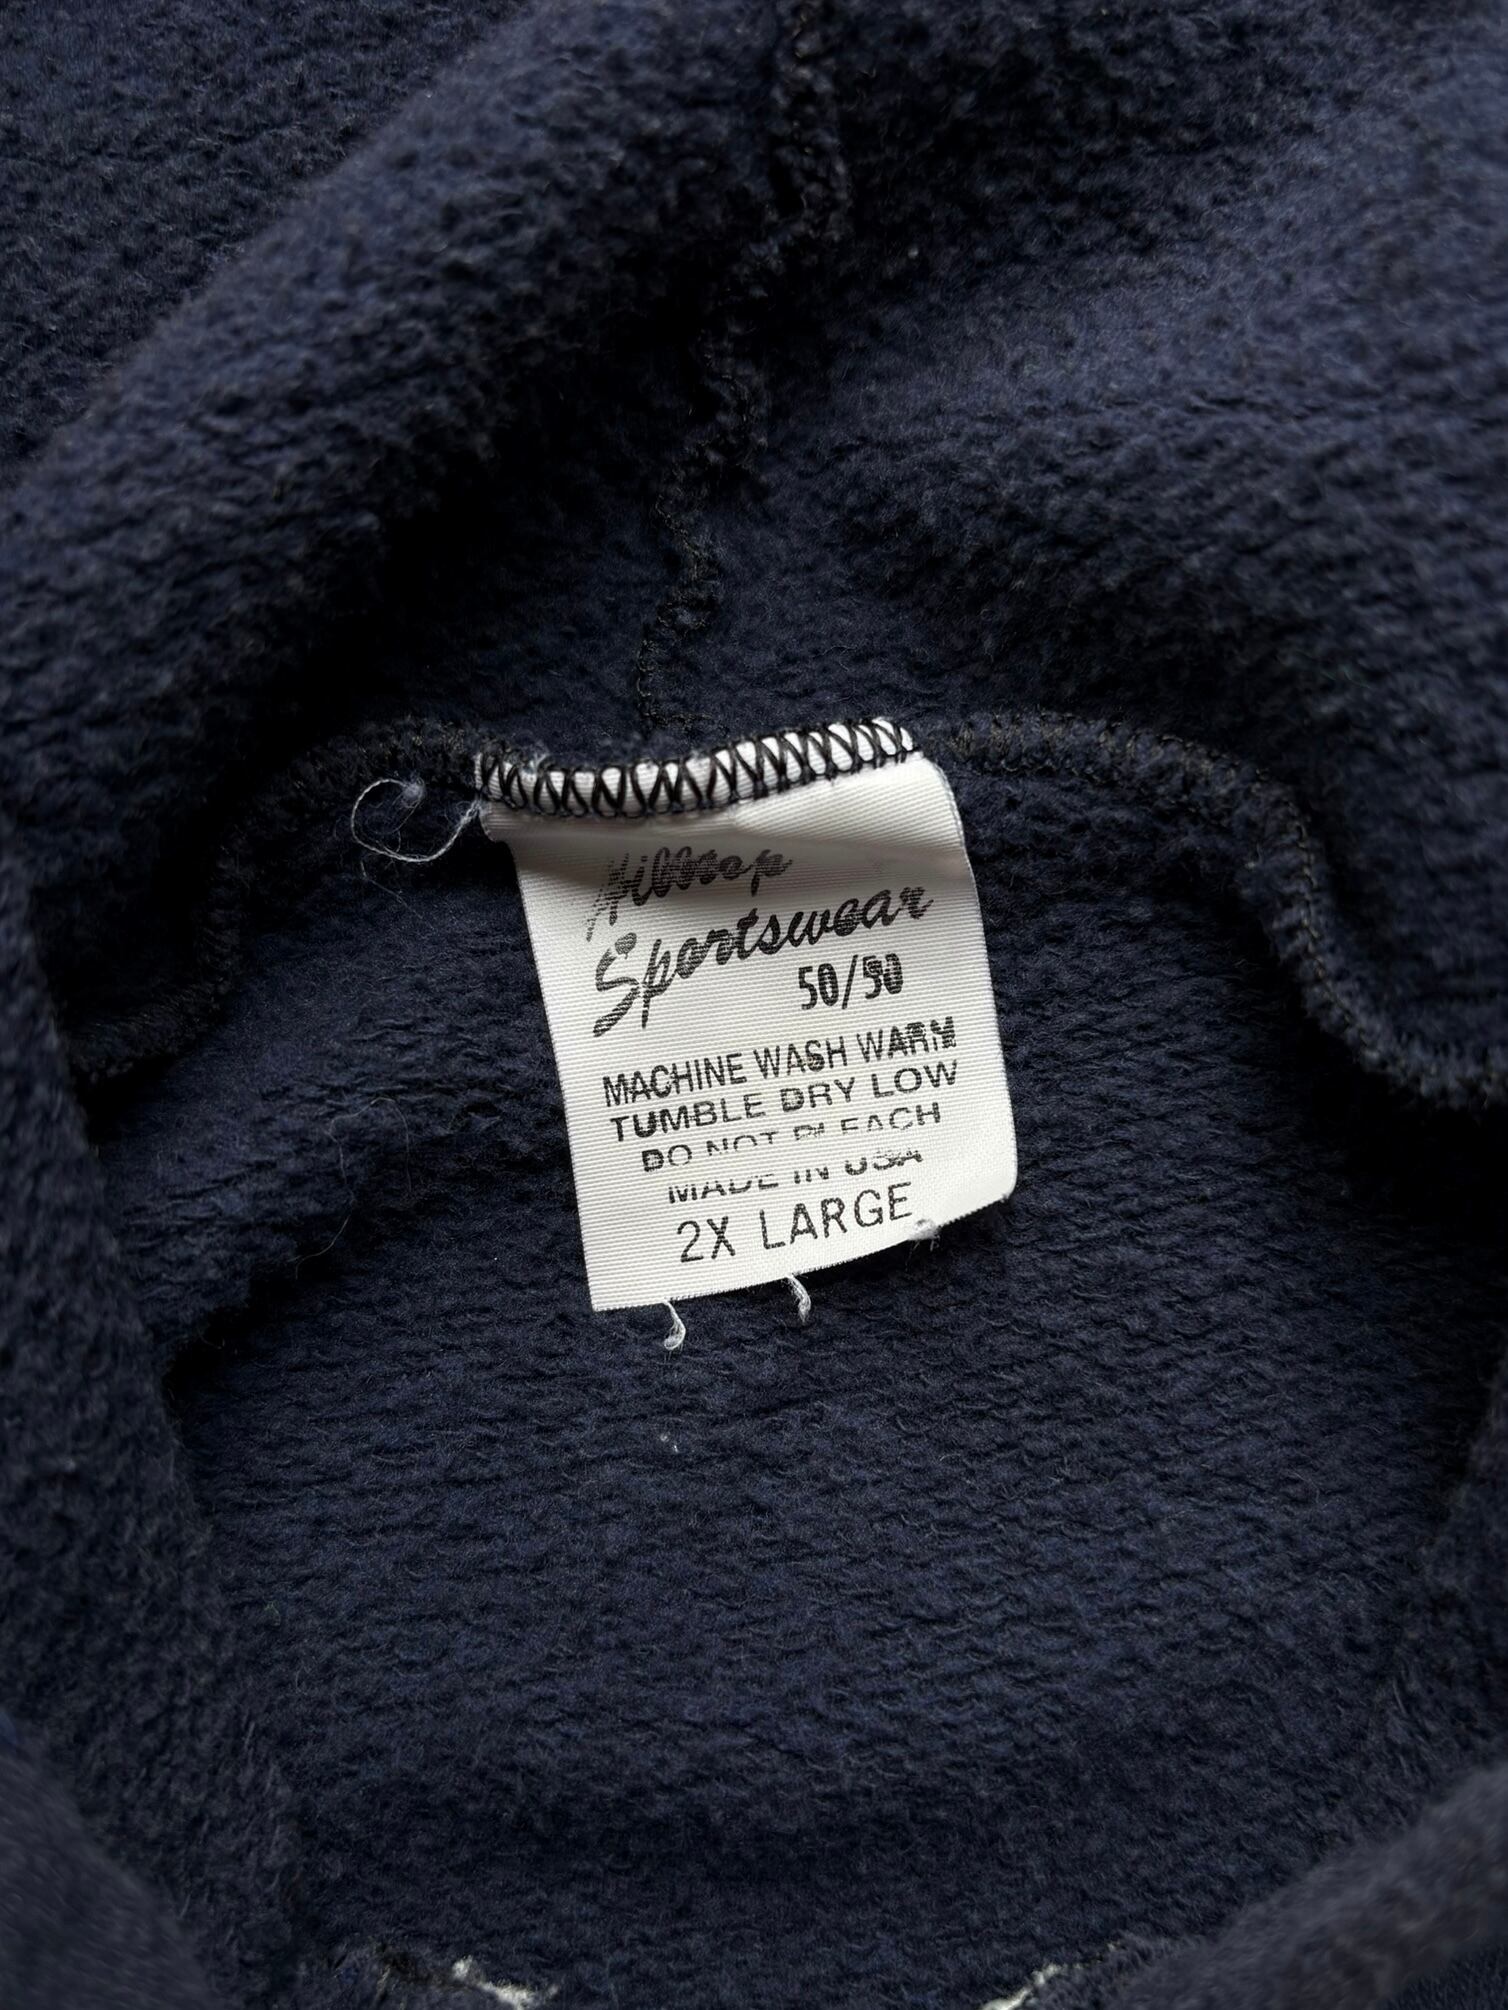 Hilltop
Sportswear
50/50
MACHINE WASH WARM
TUMBLE DRY LOW
DO NOT BLEACH
MADE IN USA
2X LARGE